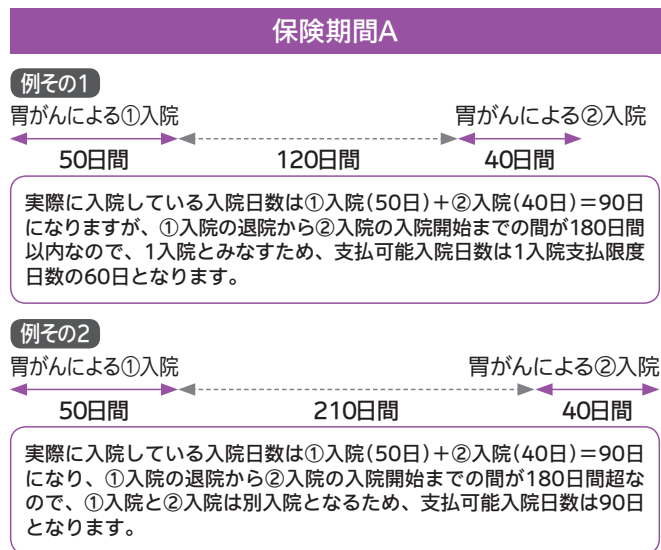 保険期間A
例その1
胃がんによる①入院 胃がんによる②入院
50日間 120日間 40日間
実際に入院している入院日数は①入院(50日)+②入院(40日)=90日
になりますが、①入院の退院から②入院の入院開始までの間が180日間
以内なので、1入院とみなすため、支払可能入院日数は1入院支払限度
日数の60日となります。
例その2
胃がんによる①入院 胃がんによる②入院
50日間 210日間 40日間
実際に入院している入院日数は①入院(50日)+②入院(40日)=90日
になり、①入院の退院から②入院の入院開始までの間が180日間超な
ので、①入院と②入院は別入院となるため、支払可能入院日数は90日
となります。